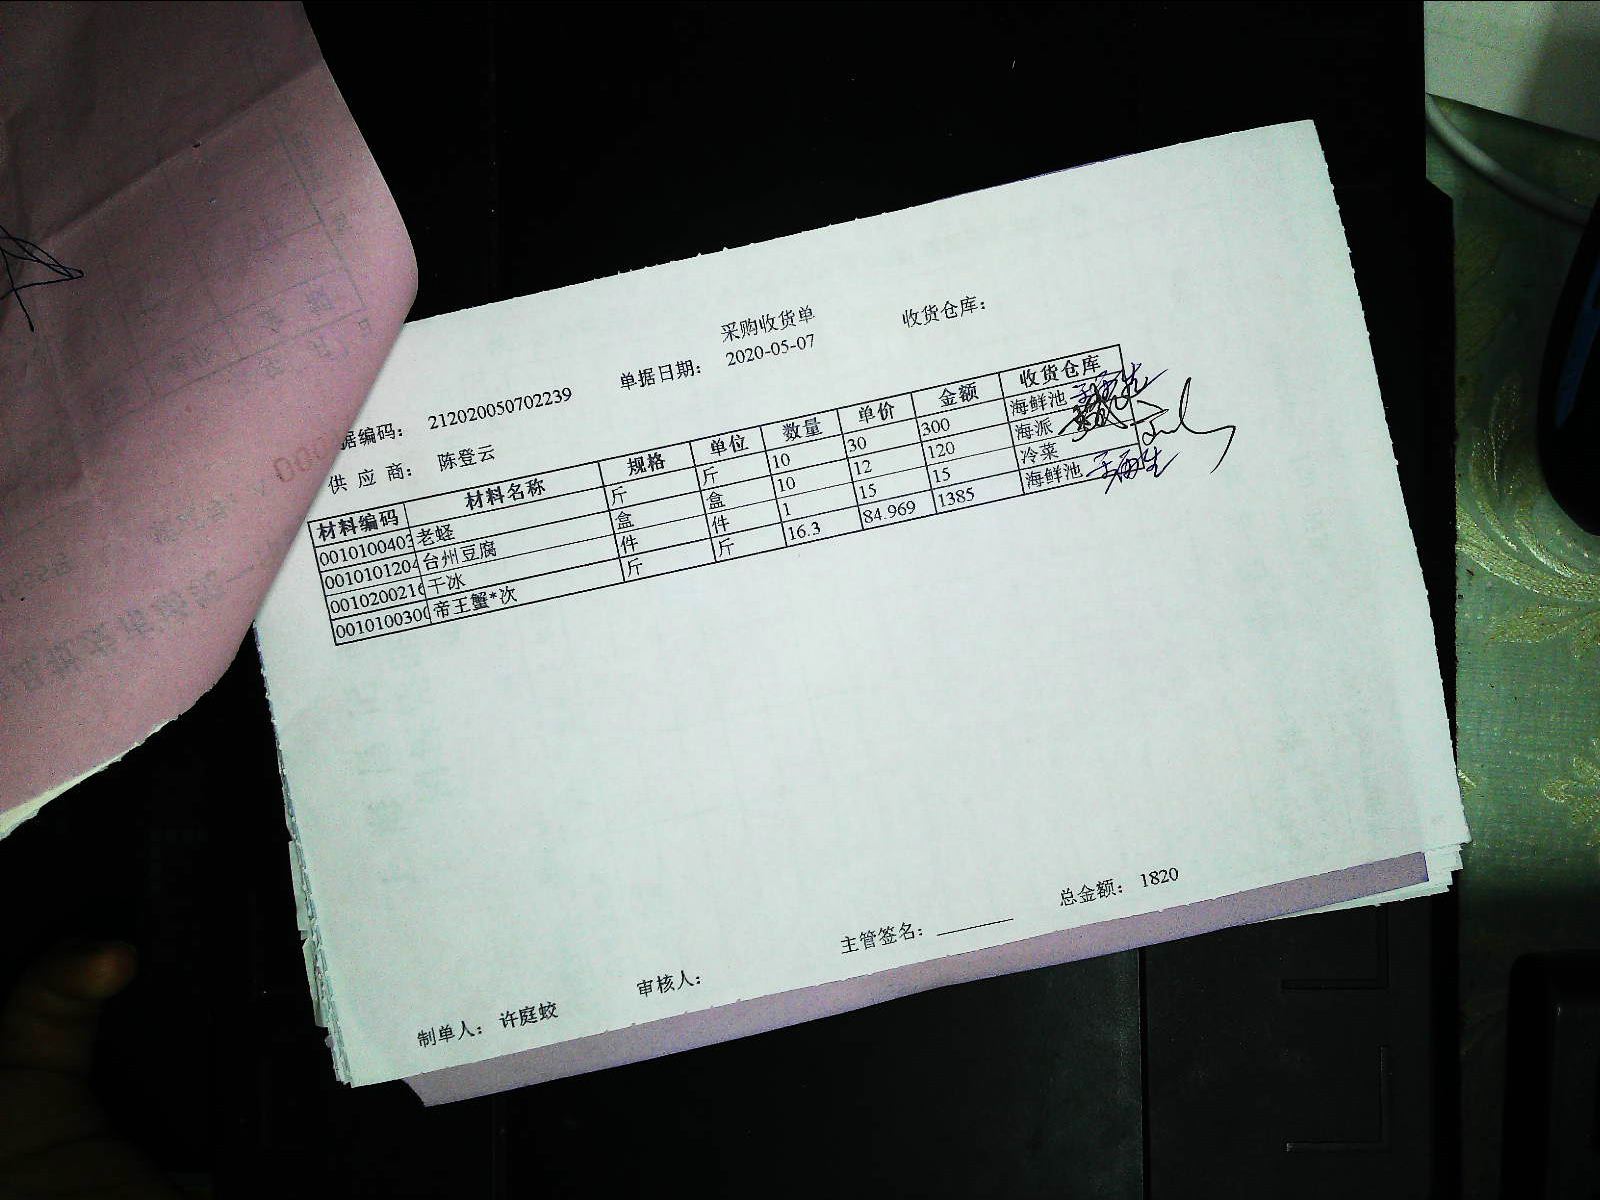 采购收货单
据编码： 212020050702239 单据日期： 2020-05-07 收货仓库：
供 应 商： 陈登云
材料编码 材料名称 规格 单位 数量 单价 金额 收货仓库
0010100403 老蛏 斤 斤 10 30 300 海鲜池
0010101204 台州豆腐 盒 盒 10 12 120 海派
0010200216 干冰 件 件 1 15 15 冷菜
0010100300 帝王蟹*次 斤 斤 16.3 84.969 1385 海鲜池
主管签名： 总金额： 1820
制单人： 许庭蛟 审核人：